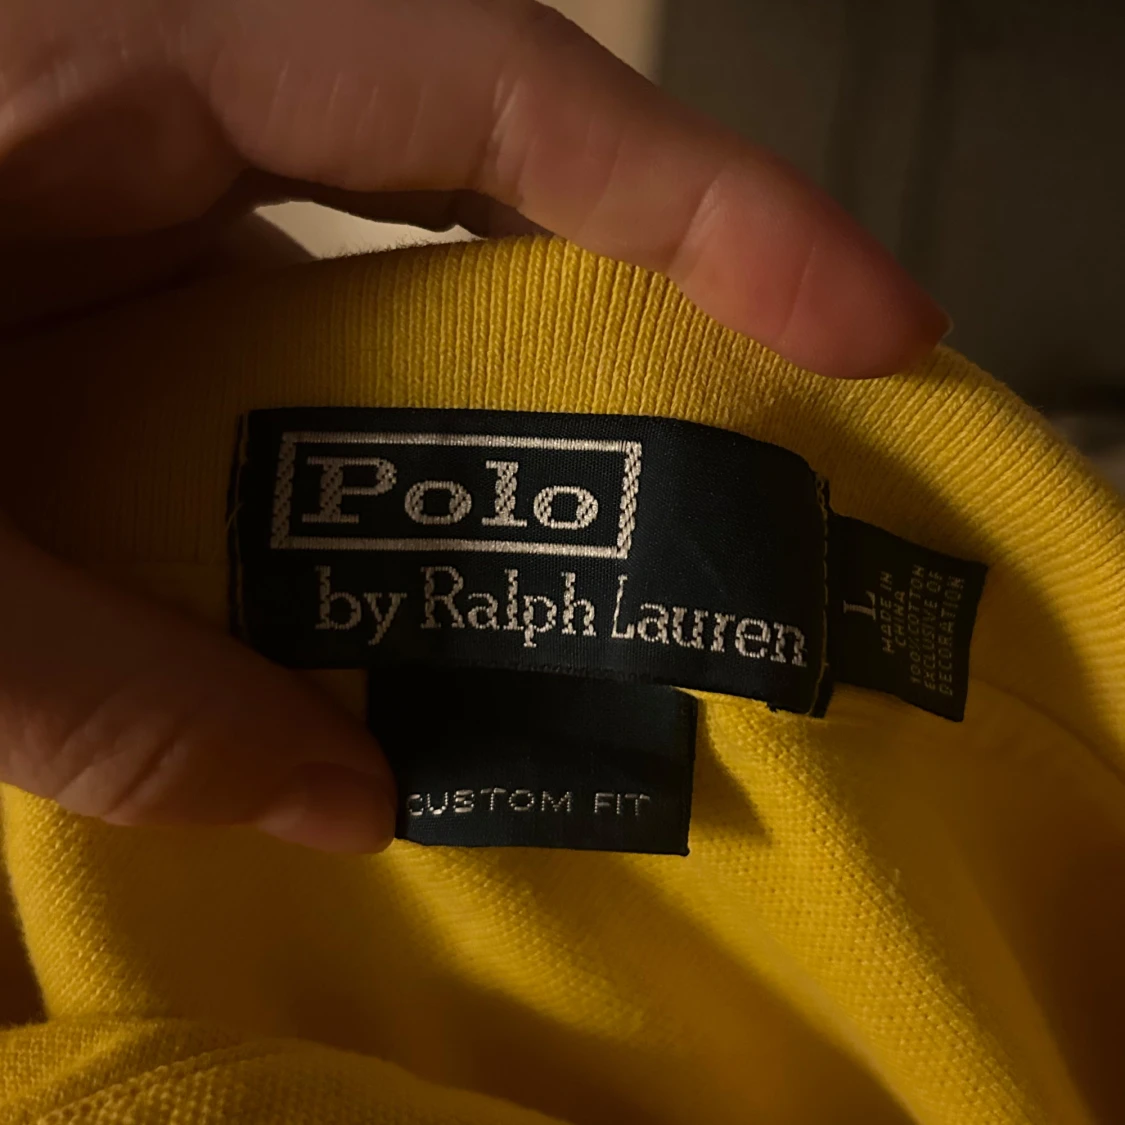 Polo
by Ralph Lauren
CUSTOM FIT
L
MADE IN
CHINA
100% COTTON
EXCLUSIVE OF
DECORATION